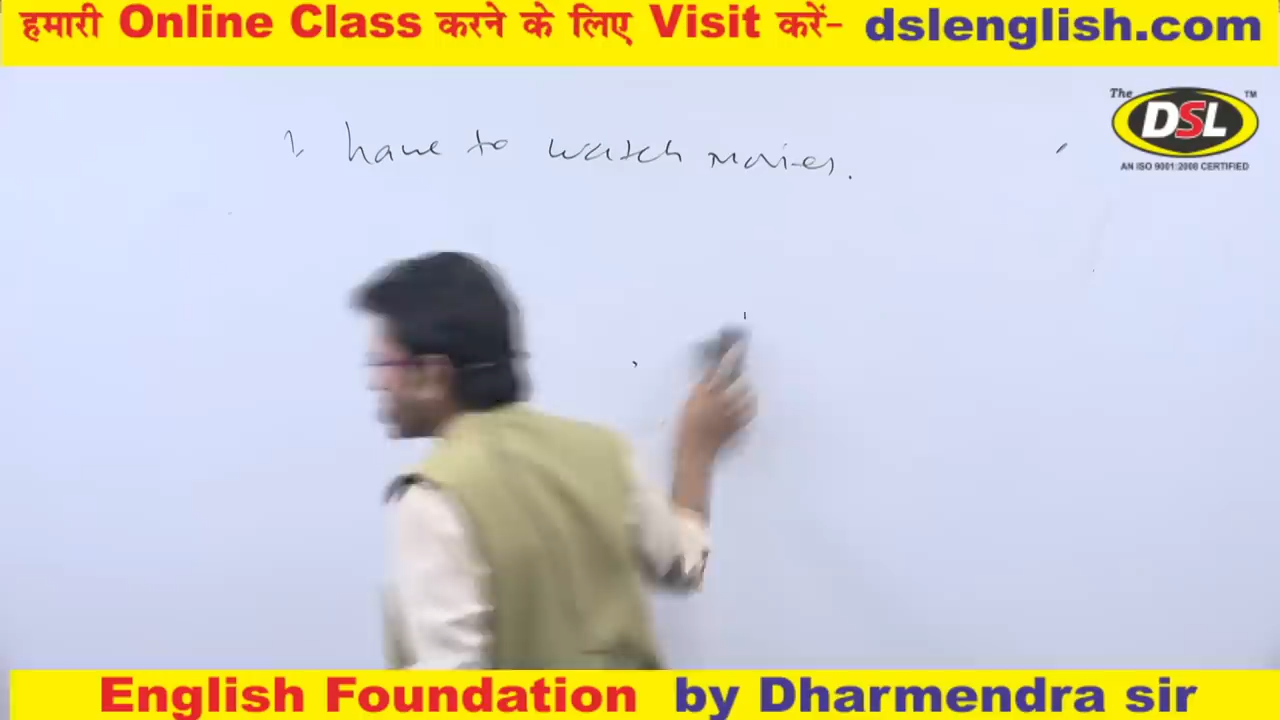 हमारी Online Class करने के लिए Visit करें- dslenglish.com
The DSL TM
AN ISO 9001:2008 CERTIFIED
I have to watch movies.
English Foundation by Dharmendra sir